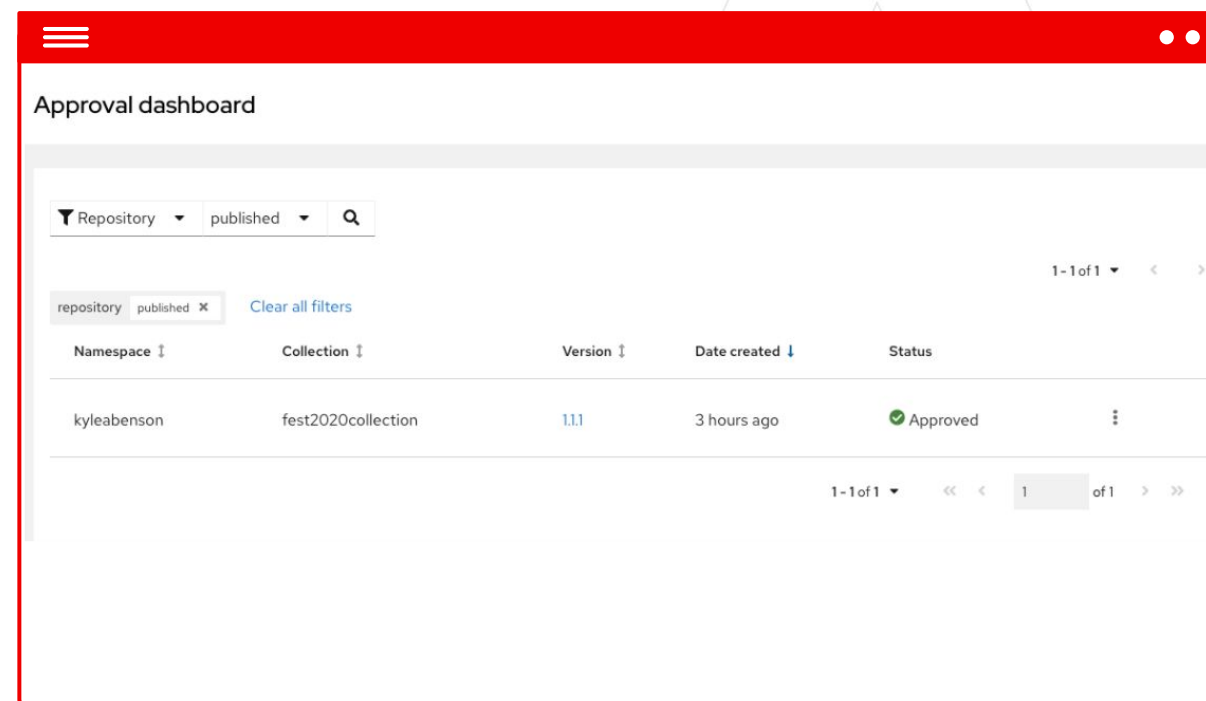 Approval dashboard
Repository published
1 - 1 of 1
repository published Clear all filters
Namespace Collection Version Date created Status
kyleabenson fest2020collection 1.1.1 3 hours ago Approved
1 - 1 of 1 1 of 1